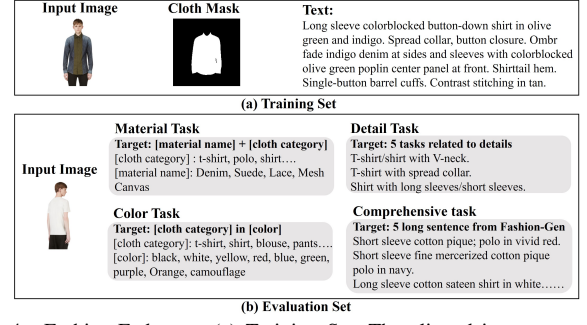 Input Image
Cloth Mask
Text:
Long sleeve colorblocked button-down shirt in olive
green and indigo. Spread collar, button closure. Ombr
fade indigo denim at sides and sleeves with colorblocked
olive green poplin center panel at front. Shirttail hem.
Single-button barrel cuffs. Contrast stitching in tan.
(a) Training Set
Input Image
Material Task
Target: [material name] + [cloth category]
[cloth category] : t-shirt, polo, shirt….
[material name]: Denim, Suede, Lace, Mesh
Canvas
Detail Task
Target: 5 tasks related to details
T-shirt/shirt with V-neck.
T-shirt with spread collar.
Shirt with long sleeves/short sleeves.
Color Task
Target: [cloth category] in [color]
[cloth category]: t-shirt, shirt, blouse, pants….
[color]: black, white, yellow, red, blue, green,
purple, Orange, camouflage
Comprehensive task
Target: 5 long sentence from Fashion-Gen
Short sleeve cotton pique; polo in vivid red.
Short sleeve fine mercerized cotton pique
polo in navy.
Long sleeve cotton sateen shirt in white……
(b) Evaluation Set